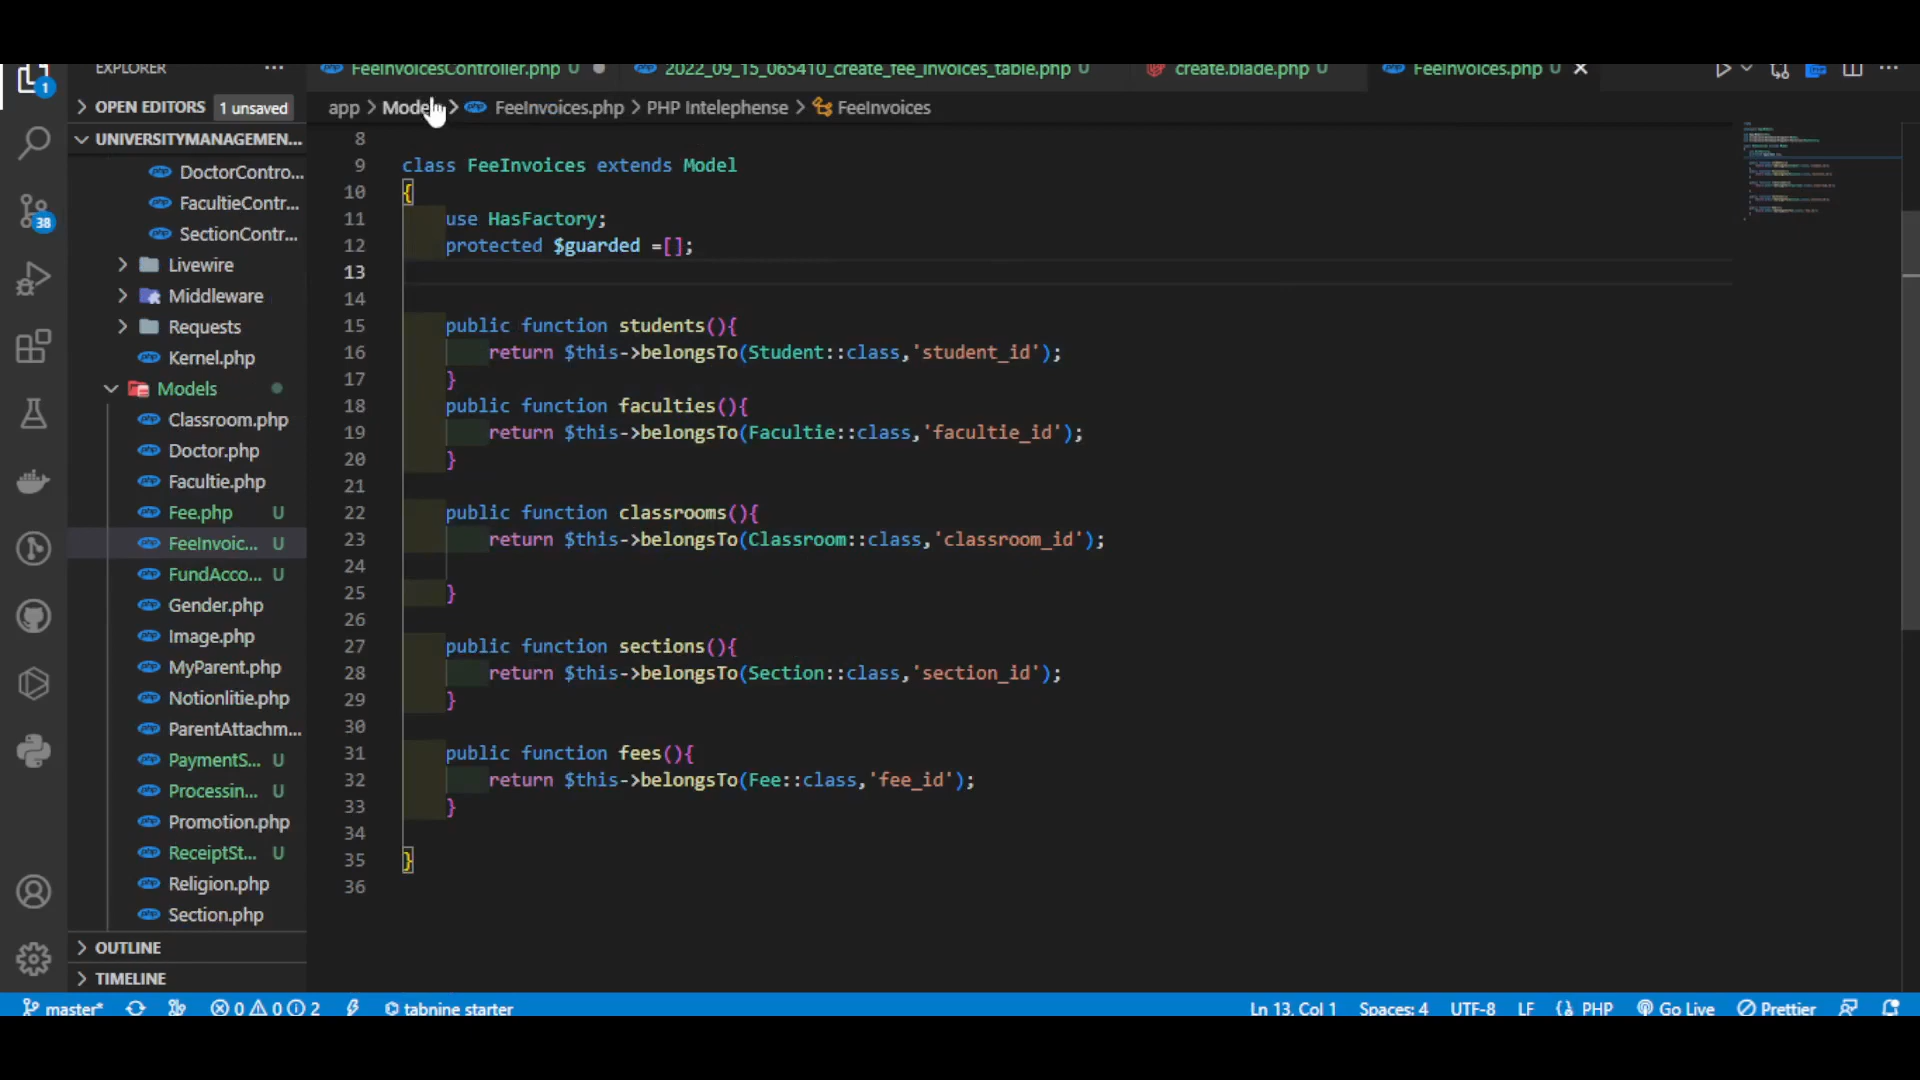 EXPLORER
FeeInvoicesController.php U
2022_09_15_065410_create_fee_invoices_table.php U
create.blade.php U
FeeInvoices.php U
1
OPEN EDITORS 1 unsaved
app > Models > FeeInvoices.php > PHP Intelephense > FeeInvoices
UNIVERSITYMANAGEMEN...
DoctorContro...
FacultieContr...
SectionContr...
Livewire
Middleware
Requests
Kernel.php
Models
Classroom.php
Doctor.php
Facultie.php
Fee.php U
FeeInvoic... U
FundAcco... U
Gender.php
Image.php
MyParent.php
Notionlitie.php
ParentAttachm...
PaymentS... U
Processin... U
Promotion.php
ReceiptSt... U
Religion.php
Section.php
OUTLINE
TIMELINE
38
8
9 class FeeInvoices extends Model
10 {
11 use HasFactory;
12 protected $guarded =[];
13
14
15 public function students(){
16 return $this->belongsTo(Student::class,'student_id');
17 }
18 public function faculties(){
19 return $this->belongsTo(Facultie::class,'facultie_id');
20 }
21
22 public function classrooms(){
23 return $this->belongsTo(Classroom::class,'classroom_id');
24
25 }
26
27 public function sections(){
28 return $this->belongsTo(Section::class,'section_id');
29 }
30
31 public function fees(){
32 return $this->belongsTo(Fee::class,'fee_id');
33 }
34
35 }
36
master* 0 0 2 tabnine starter Ln 13, Col 1 Spaces: 4 UTF-8 LF PHP Go Live Prettier